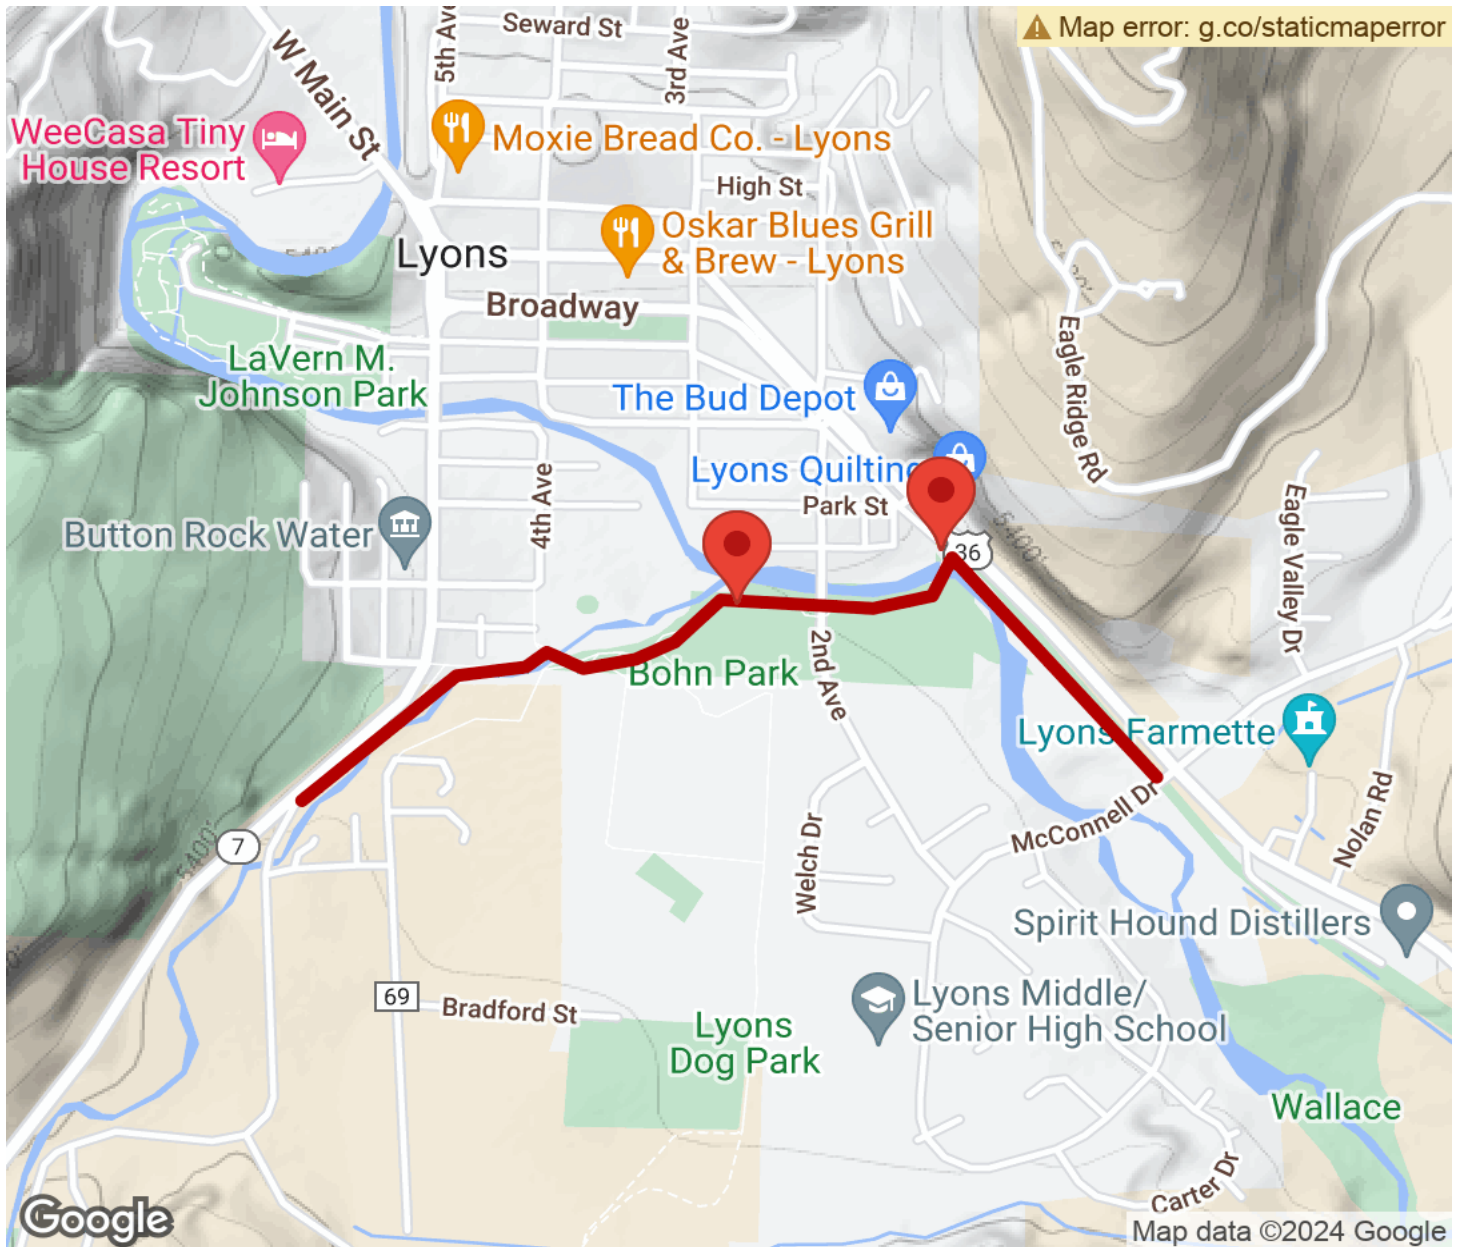 Map error: g.co/staticmaperror
Seward St
5th Ave
3rd Ave
W Main St
WeeCasa Tiny
House Resort
Moxie Bread Co. - Lyons
High St
Oskar Blues Grill
& Brew - Lyons
Lyons
Broadway
LaVern M.
Johnson Park
The Bud Depot
Eagle Ridge Rd
Lyons Quilting
Park St
4th Ave
Button Rock Water
36
5400'
Eagle Valley Dr
Bohn Park
2nd Ave
Lyons Farmette
McConnell Dr
Nolan Rd
7
5400'
Welch Dr
Spirit Hound Distillers
69
Bradford St
Lyons
Dog Park
Lyons Middle/
Senior High School
Wallace
Carter Dr
Google
Map data ©2024 Google